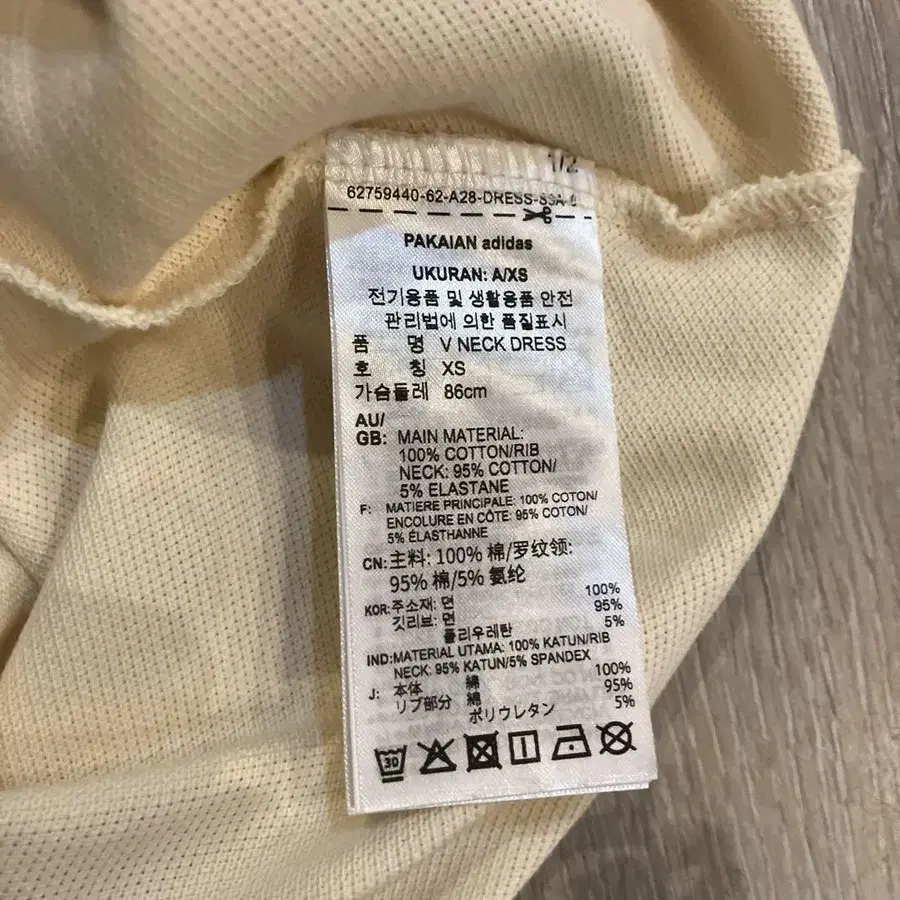 1/2
62759440-62-A28-DRESS-SSA-
PAKAIAN adidas
UKURAN: A/XS
전기용품 및 생활용품 안전
관리법에 의한 품질표시
품 명 V NECK DRESS
호 칭 XS
가슴둘레 86cm
AU/
GB: MAIN MATERIAL:
100% COTTON/RIB
NECK: 95% COTTON/
5% ELASTANE
F: MATIERE PRINCIPALE: 100% COTON/
ENCOLURE EN CÔTE: 95% COTON/
5% ÉLASTHANNE
CN: 主料: 100% 棉/罗纹领:
95% 棉/5% 氨纶
KOR: 주소재: 면 100%
깃리브: 면 95%
폴리우레탄 5%
IND: MATERIAL UTAMA: 100% KATUN/RIB
NECK: 95% KATUN/5% SPANDEX
J: 本体 綿 100%
リブ部分 綿 95%
ポリウレタン 5%
30